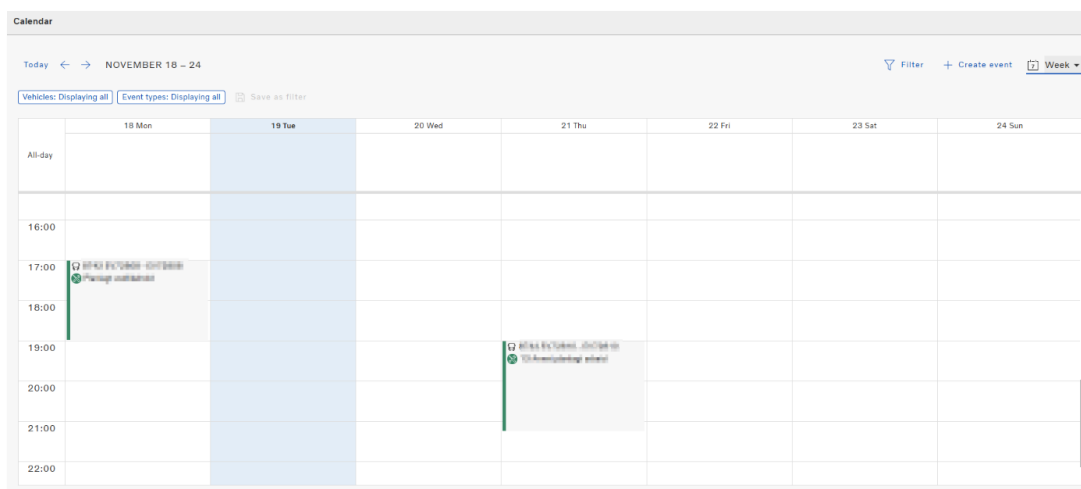 Calendar
Today ← → NOVEMBER 18 – 24 Filter + Create event 7 Week
Vehicles: Displaying all Event types: Displaying all Save as filter
18 Mon 19 Tue 20 Wed 21 Thu 22 Fri 23 Sat 24 Sun
All-day
16:00
17:00
18:00
19:00
20:00
21:00
22:00